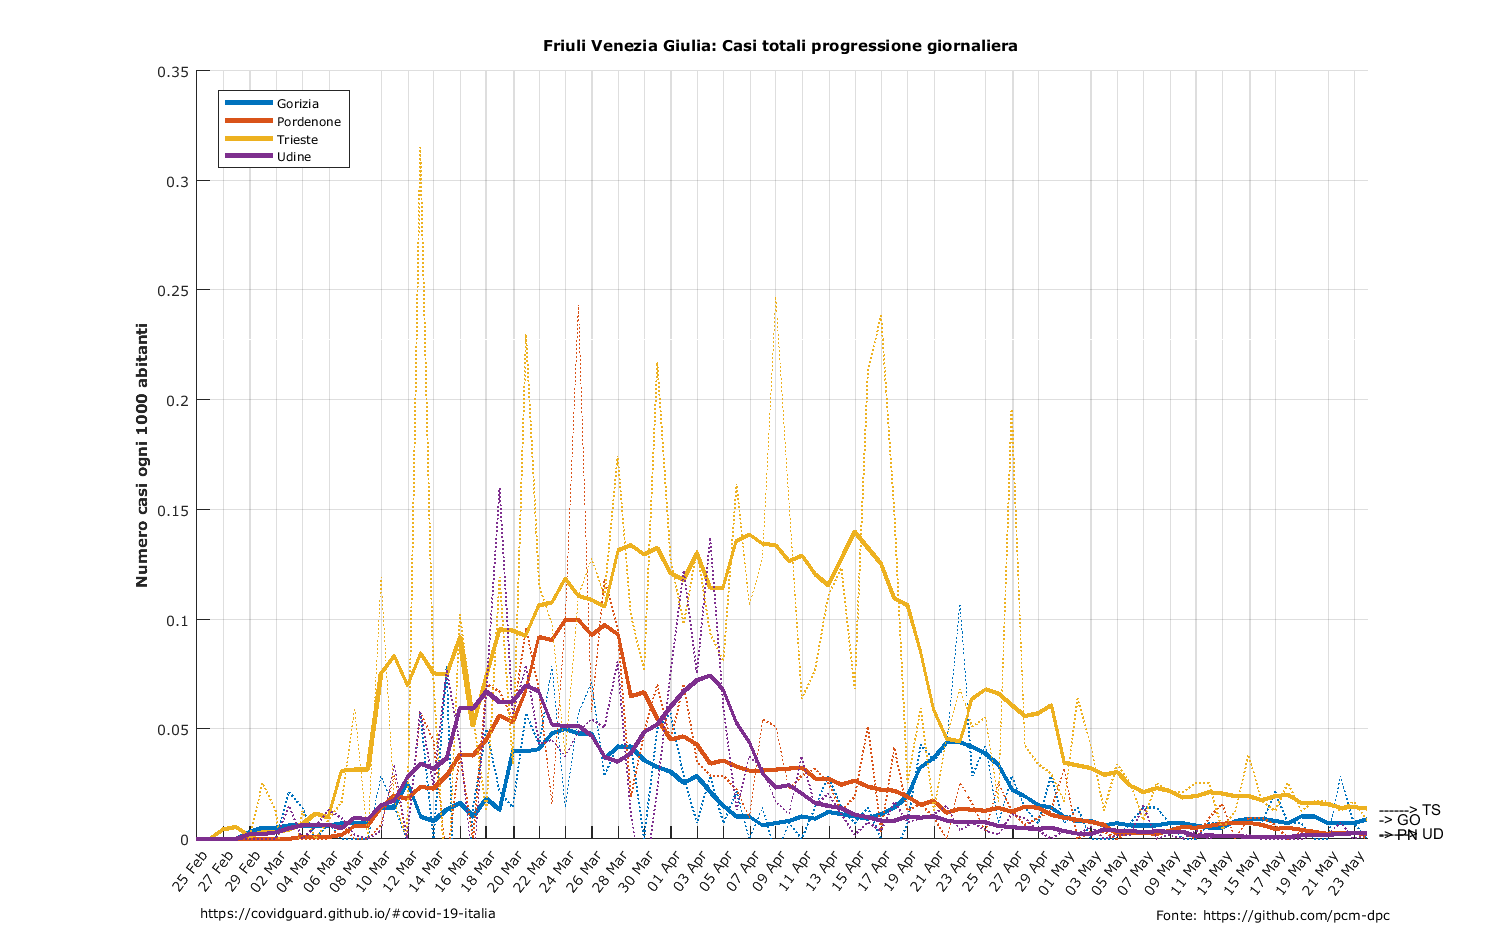 Friuli Venezia Giulia: Casi totali progressione giornaliera
0.35
0.3
0.25
0.2
0.15
0.1
0.05
0
Numero casi ogni 1000 abitanti
Gorizia
Pordenone
Trieste
Udine
------> TS
-> GO
-> PN
----> UD
25 Feb
27 Feb
29 Feb
02 Mar
04 Mar
06 Mar
08 Mar
10 Mar
12 Mar
14 Mar
16 Mar
18 Mar
20 Mar
22 Mar
24 Mar
26 Mar
28 Mar
30 Mar
01 Apr
03 Apr
05 Apr
07 Apr
09 Apr
11 Apr
13 Apr
15 Apr
17 Apr
19 Apr
21 Apr
23 Apr
25 Apr
27 Apr
29 Apr
01 May
03 May
05 May
07 May
09 May
11 May
13 May
15 May
17 May
19 May
21 May
23 May
https://covidguard.github.io/#covid-19-italia
Fonte: https://github.com/pcm-dpc